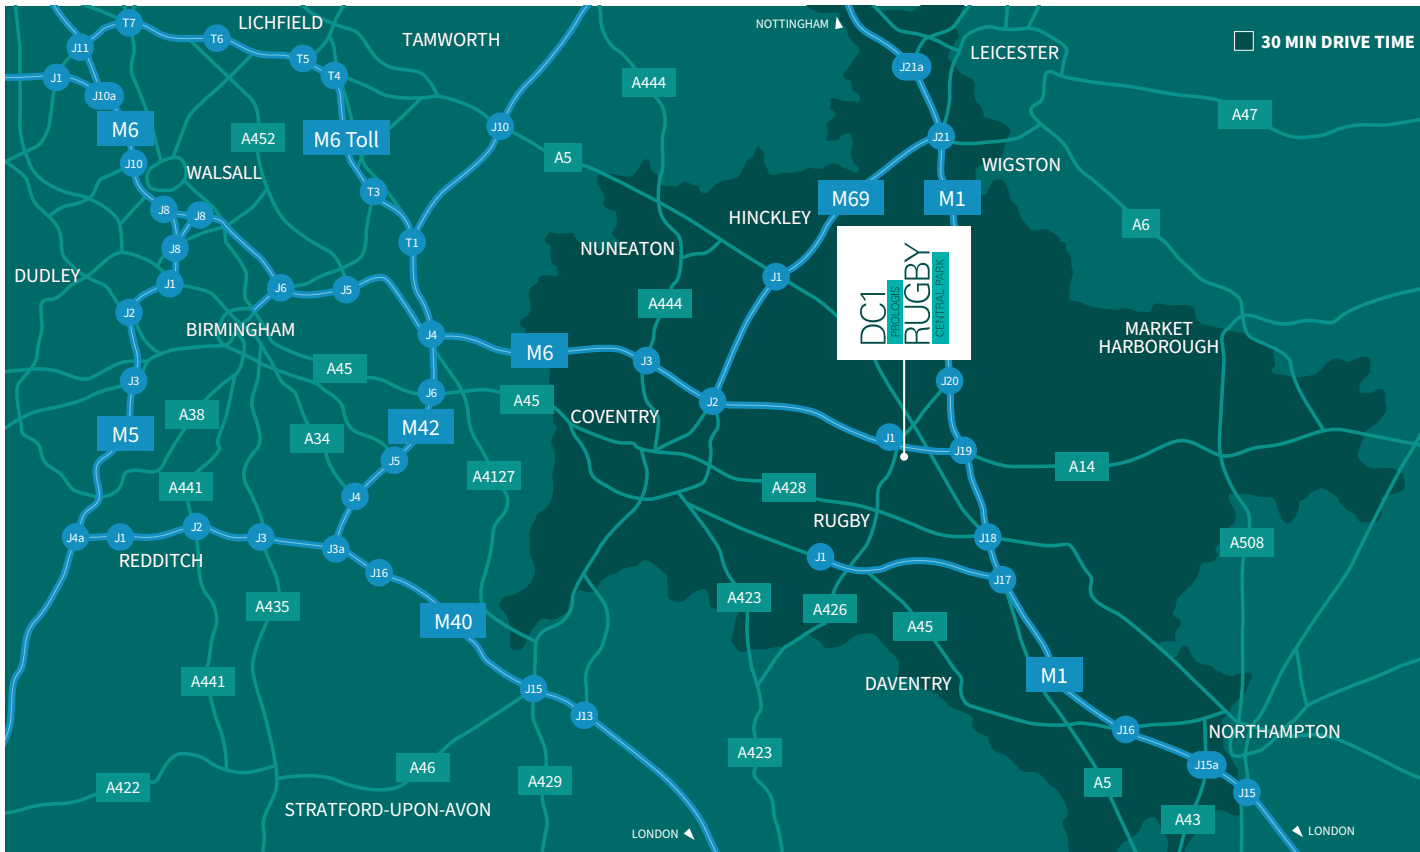 NOTTINGHAM
30 MIN DRIVE TIME
LICHFIELD
TAMWORTH
LEICESTER
T7
T6
T5
T4
J11
J1
J10a
J21a
A444
A47
M6
A452
M6 Toll
J10
A5
J21
J10
WALSALL
WIGSTON
T3
M69
M1
J8
J8
HINCKLEY
A6
J8
T1
NUNEATON
DUDLEY
J1
J6
J5
J1
DC1
PROLOGIS
RUGBY
CENTRAL PARK
A444
J2
BIRMINGHAM
J4
MARKET
HARBOROUGH
M6
J3
A45
J3
J6
J20
A45
J2
A38
COVENTRY
M5
A34
M42
J1
J19
J5
A14
A4127
A441
A428
J4
RUGBY
J4a
J1
J2
J3
J3a
J18
A508
REDDITCH
J1
J16
J17
A435
A423
A426
M40
A45
A441
DAVENTRY
M1
J15
J13
J16
NORTHAMPTON
A423
J15a
A46
A422
A429
A5
J15
STRATFORD-UPON-AVON
A43
LONDON
LONDON